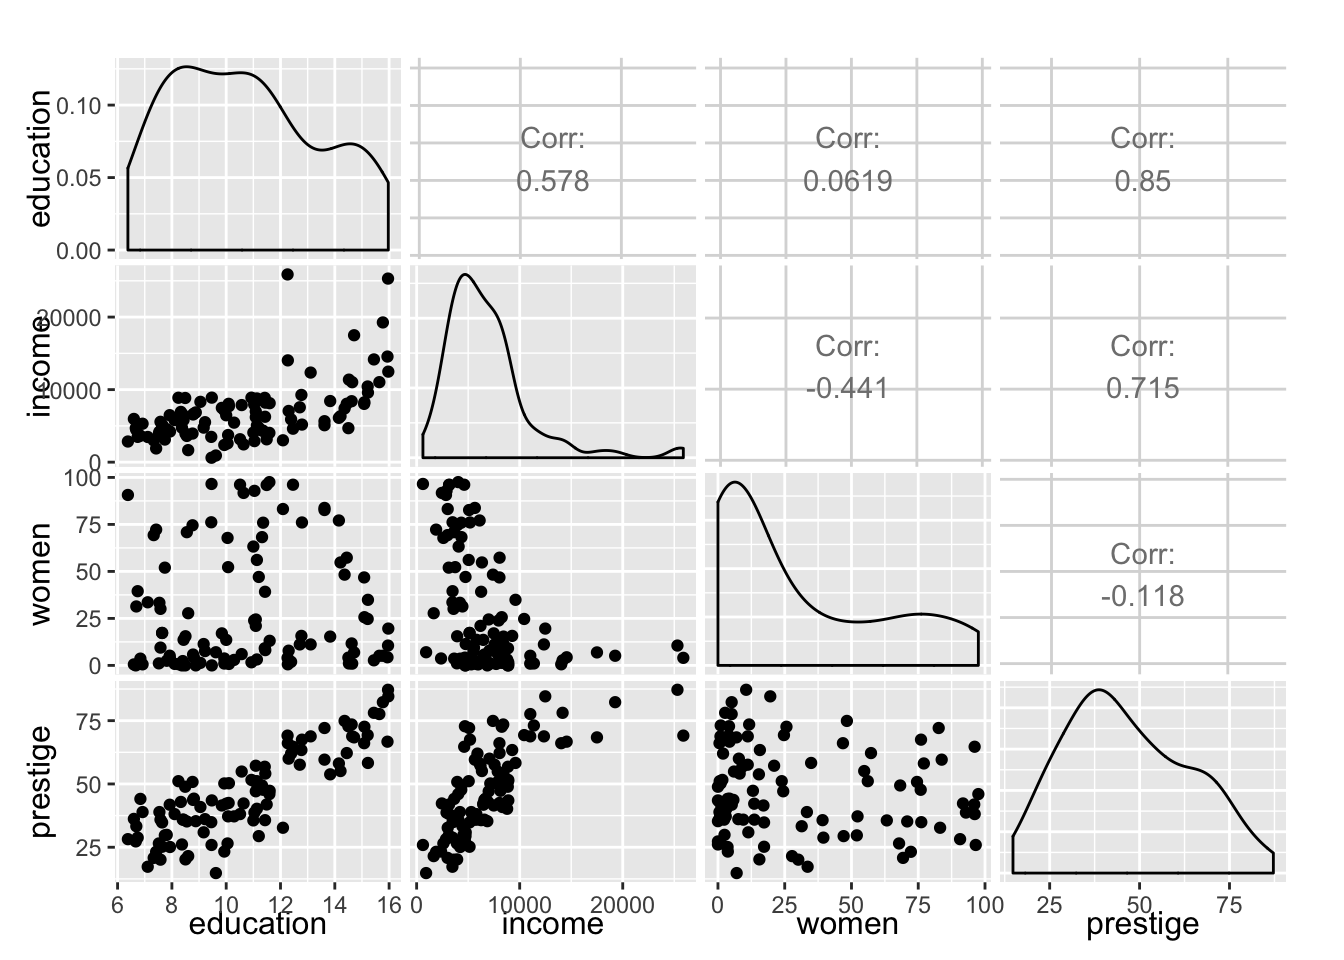 education
0.10
0.05
0.00
Corr:
0.578
Corr:
0.0619
Corr:
0.85
income
20000
10000
0
Corr:
-0.441
Corr:
0.715
women
100
75
50
25
0
Corr:
-0.118
prestige
75
50
25
6 8 10 12 14 16
0 10000 20000
0 25 50 75 100
25 50 75
education income women prestige